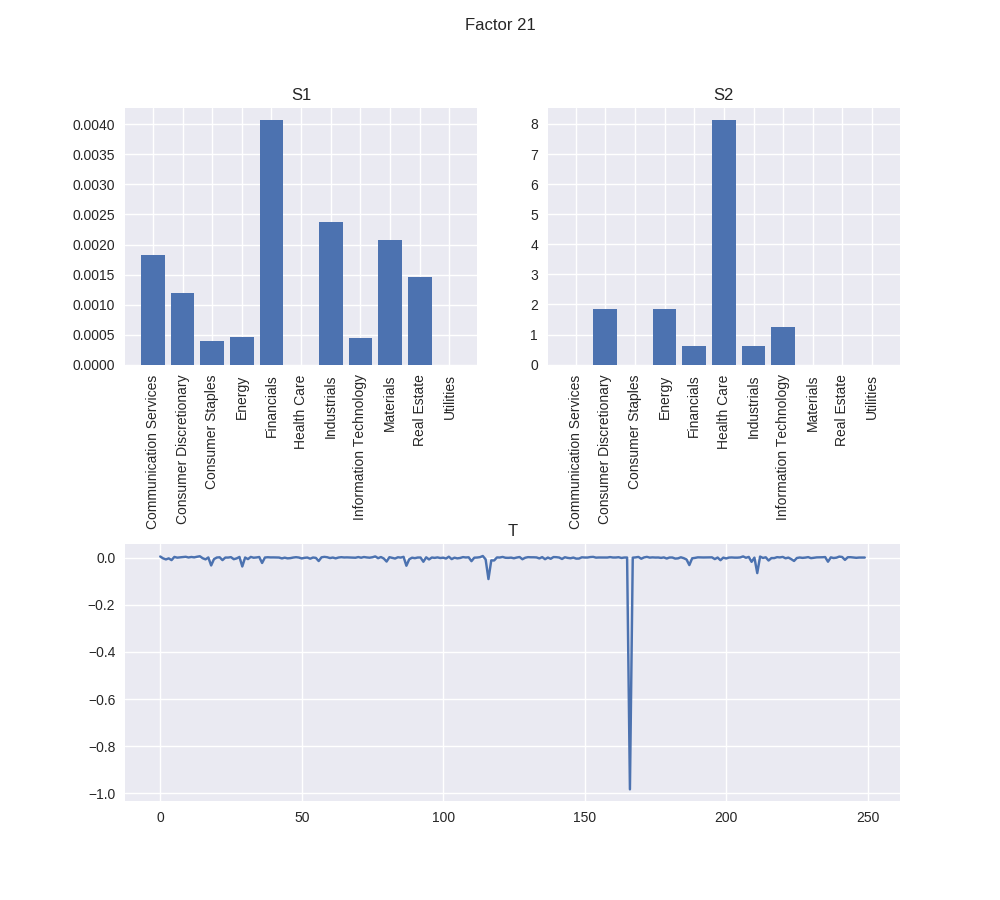 Factor 21
S1
0.0040
0.0035
0.0030
0.0025
0.0020
0.0015
0.0010
0.0005
0.0000
Communication Services
Consumer Discretionary
Consumer Staples
Energy
Financials
Health Care
Industrials
Information Technology
Materials
Real Estate
Utilities
S2
8
7
6
5
4
3
2
1
0
Communication Services
Consumer Discretionary
Consumer Staples
Energy
Financials
Health Care
Industrials
Information Technology
Materials
Real Estate
Utilities
T
0.0
−0.2
−0.4
−0.6
−0.8
−1.0
0 50 100 150 200 250